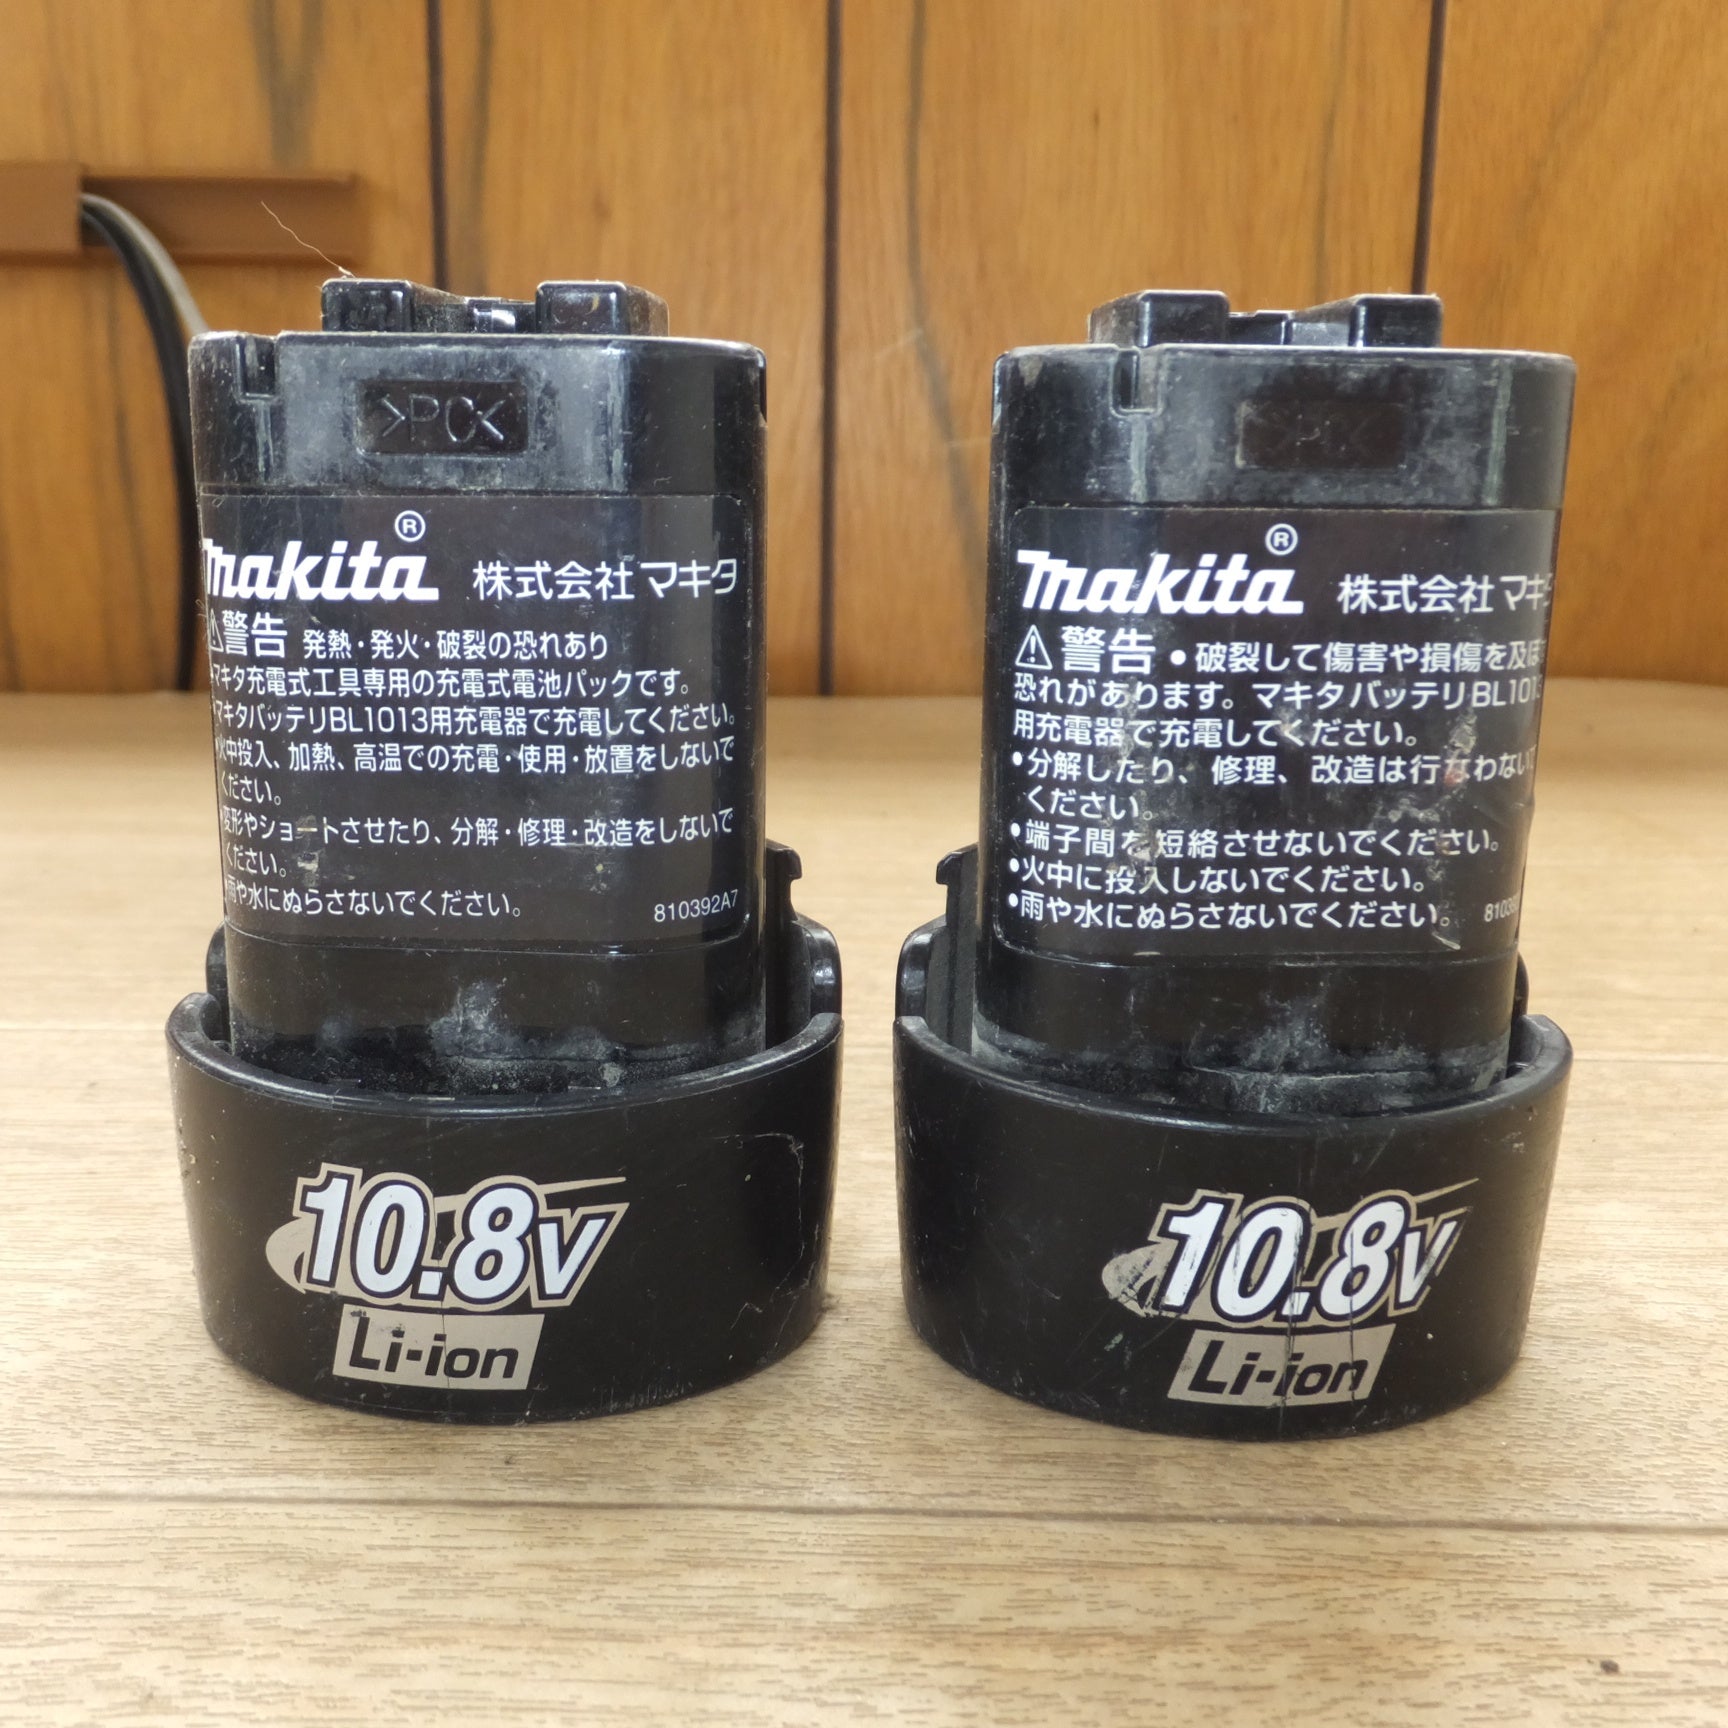 >PC<
makita® 株式会社マキタ
⚠警告 発熱・発火・破裂の恐れあり
マキタ充電式工具専用の充電式電池パックです。
マキタバッテリBL1013用充電器で充電してください。
火中投入、加熱、高温での充電・使用・放置をしないで
ください。
変形やショートさせたり、分解・修理・改造をしないで
ください。
雨や水にぬらさないでください。
810392A7
10.8V
Li-ion
makita® 株式会社マキ
⚠警告 ●破裂して傷害や損傷を及ぼ
恐れがあります。マキタバッテリBL1013
用充電器で充電してください。
●分解したり、修理、改造は行なわない
ください。
●端子間を短絡させないでください。
●火中に投入しないでください。
●雨や水にぬらさないでください。
10.8V
Li-ion